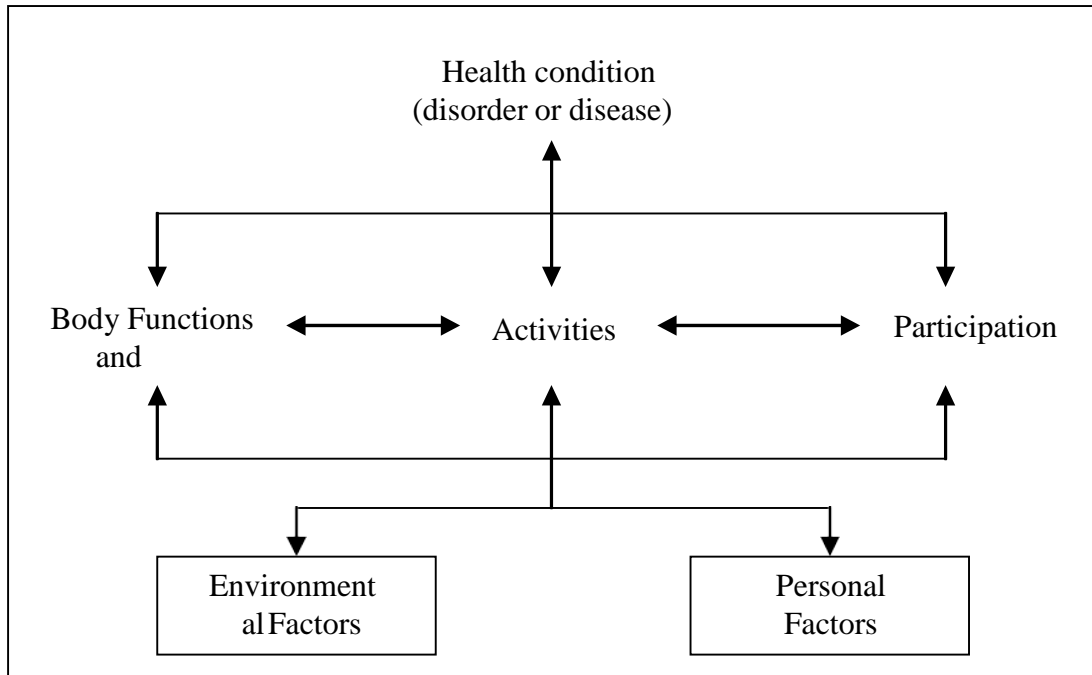 Health condition
(disorder or disease)
Body Functions
and
Activities
Participation
Environment
al Factors
Personal
Factors